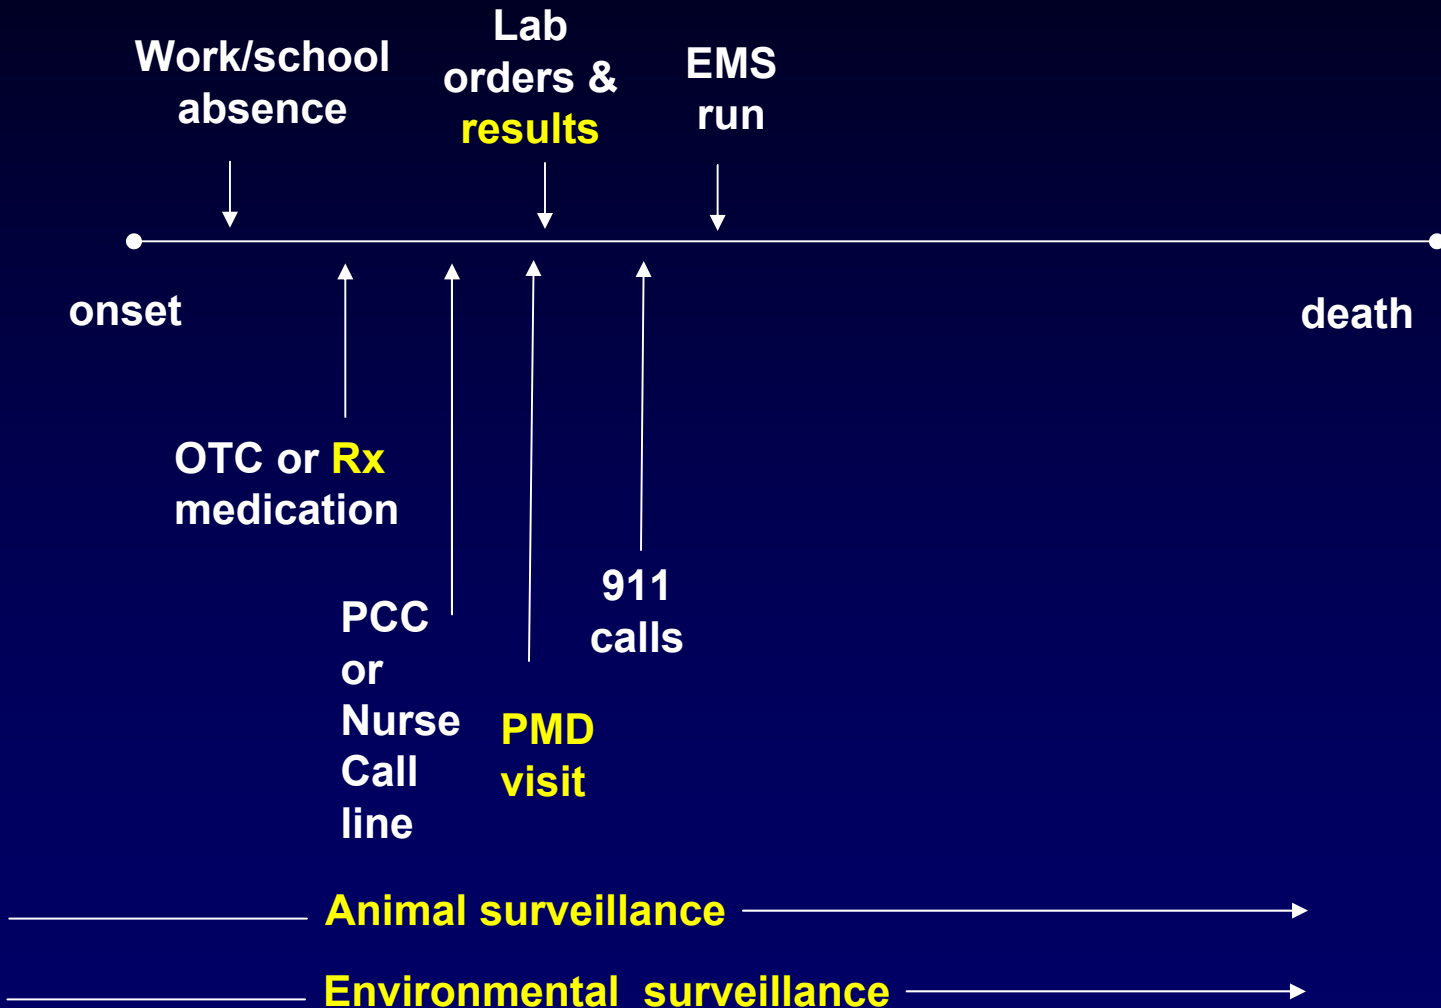 Work/school
absence
Lab
orders &
results
EMS
run
onset
death
OTC or Rx
medication
PCC
or
Nurse
Call
line
PMD
visit
911
calls
Animal surveillance
Environmental surveillance